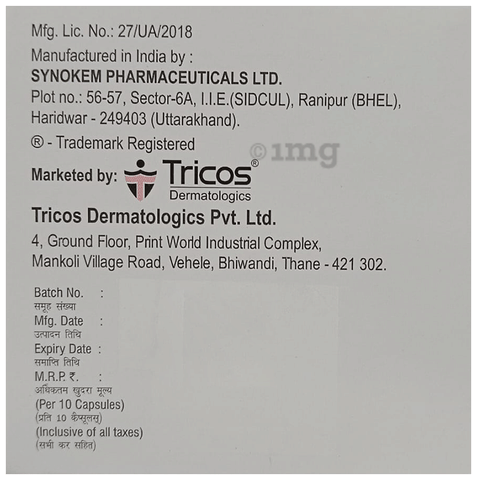 Mfg. Lic. No.: 27/UA/2018
Manufactured in India by :
SYNOKEM PHARMACEUTICALS LTD.
Plot no.: 56-57, Sector-6A, I.I.E.(SIDCUL), Ranipur (BHEL),
Haridwar - 249403 (Uttarakhand).
® - Trademark Registered
1mg
Marketed by: Tricos®
Dermatologics
Tricos Dermatologics Pvt. Ltd.
4, Ground Floor, Print World Industrial Complex,
Mankoli Village Road, Vehele, Bhiwandi, Thane - 421 302.
Batch No. :
समूह संख्या
Mfg. Date :
उत्पादन तिथि
Expiry Date :
समाप्ति तिथि
M.R.P. ₹. :
अधिकतम खुदरा मूल्य
(Per 10 Capsules)
(प्रति 10 कैप्सूलस्)
(Inclusive of all taxes)
(सभी कर सहित)